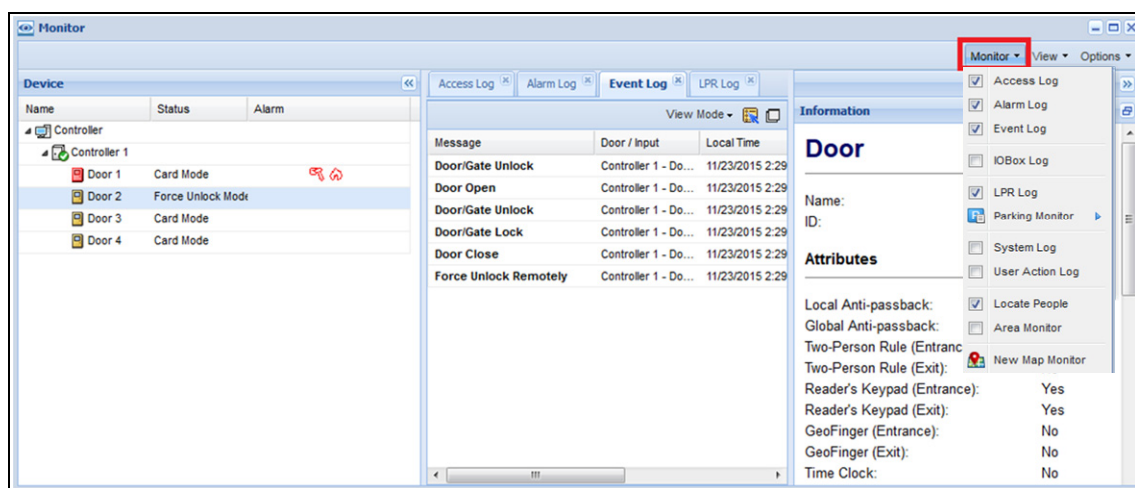 Monitor
Monitor View Options
Device
Name Status Alarm
Controller
Controller 1
Door 1 Card Mode
Door 2 Force Unlock Mode
Door 3 Card Mode
Door 4 Card Mode
Access Log Alarm Log Event Log LPR Log
View Mode
Message Door / Input Local Time
Door/Gate Unlock Controller 1 - Do... 11/23/2015 2:29
Door Open Controller 1 - Do... 11/23/2015 2:29
Door/Gate Unlock Controller 1 - Do... 11/23/2015 2:29
Door/Gate Lock Controller 1 - Do... 11/23/2015 2:29
Door Close Controller 1 - Do... 11/23/2015 2:29
Force Unlock Remotely Controller 1 - Do... 11/23/2015 2:29
Information
Door
Name:
ID:
Attributes
Local Anti-passback:
Global Anti-passback:
Two-Person Rule (Entranc
Two-Person Rule (Exit):
Reader's Keypad (Entrance): Yes
Reader's Keypad (Exit): Yes
GeoFinger (Entrance): No
GeoFinger (Exit): No
Time Clock: No
Access Log
Alarm Log
Event Log
IOBox Log
LPR Log
Parking Monitor
System Log
User Action Log
Locate People
Area Monitor
New Map Monitor